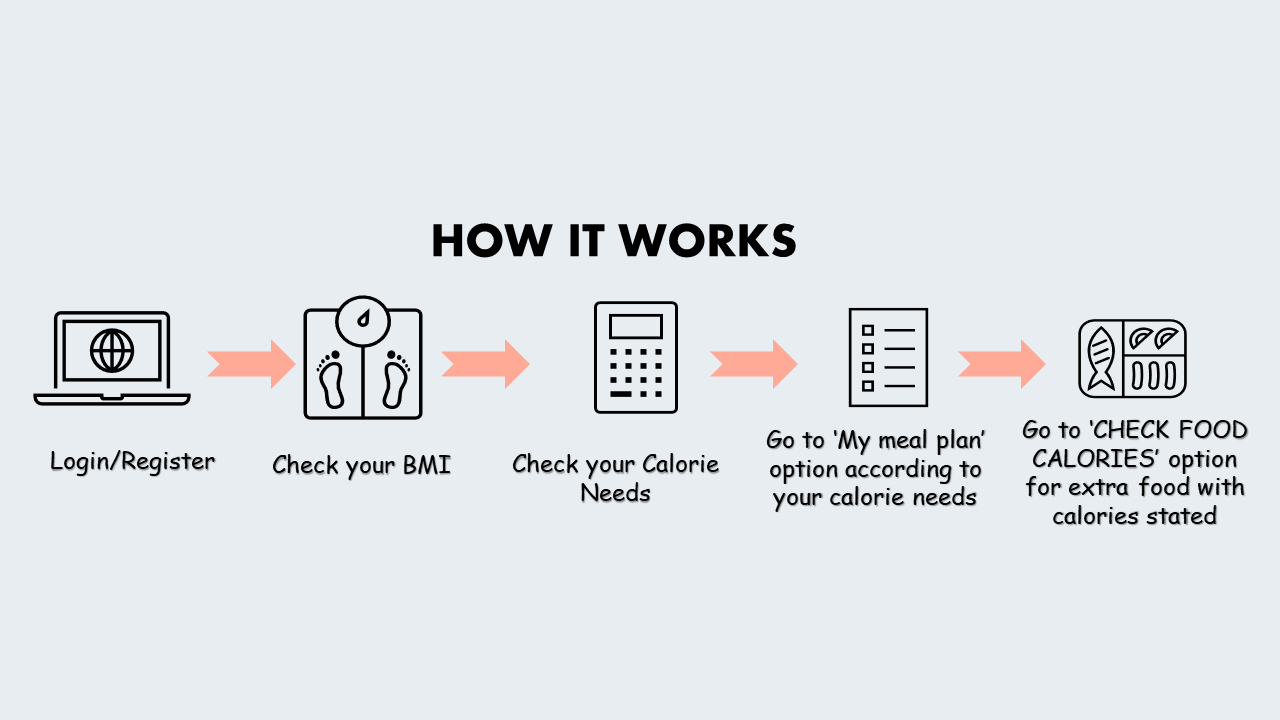 HOW IT WORKS
Login/Register
Check your BMI
Check your Calorie
Needs
Go to ‘My meal plan’
option according to
your calorie needs
Go to ‘CHECK FOOD
CALORIES’ option
for extra food with
calories stated